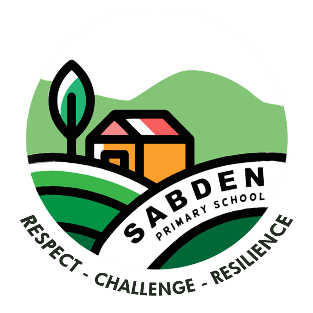 SABDEN
PRIMARY SCHOOL
RESPECT - CHALLENGE - RESILIENCE